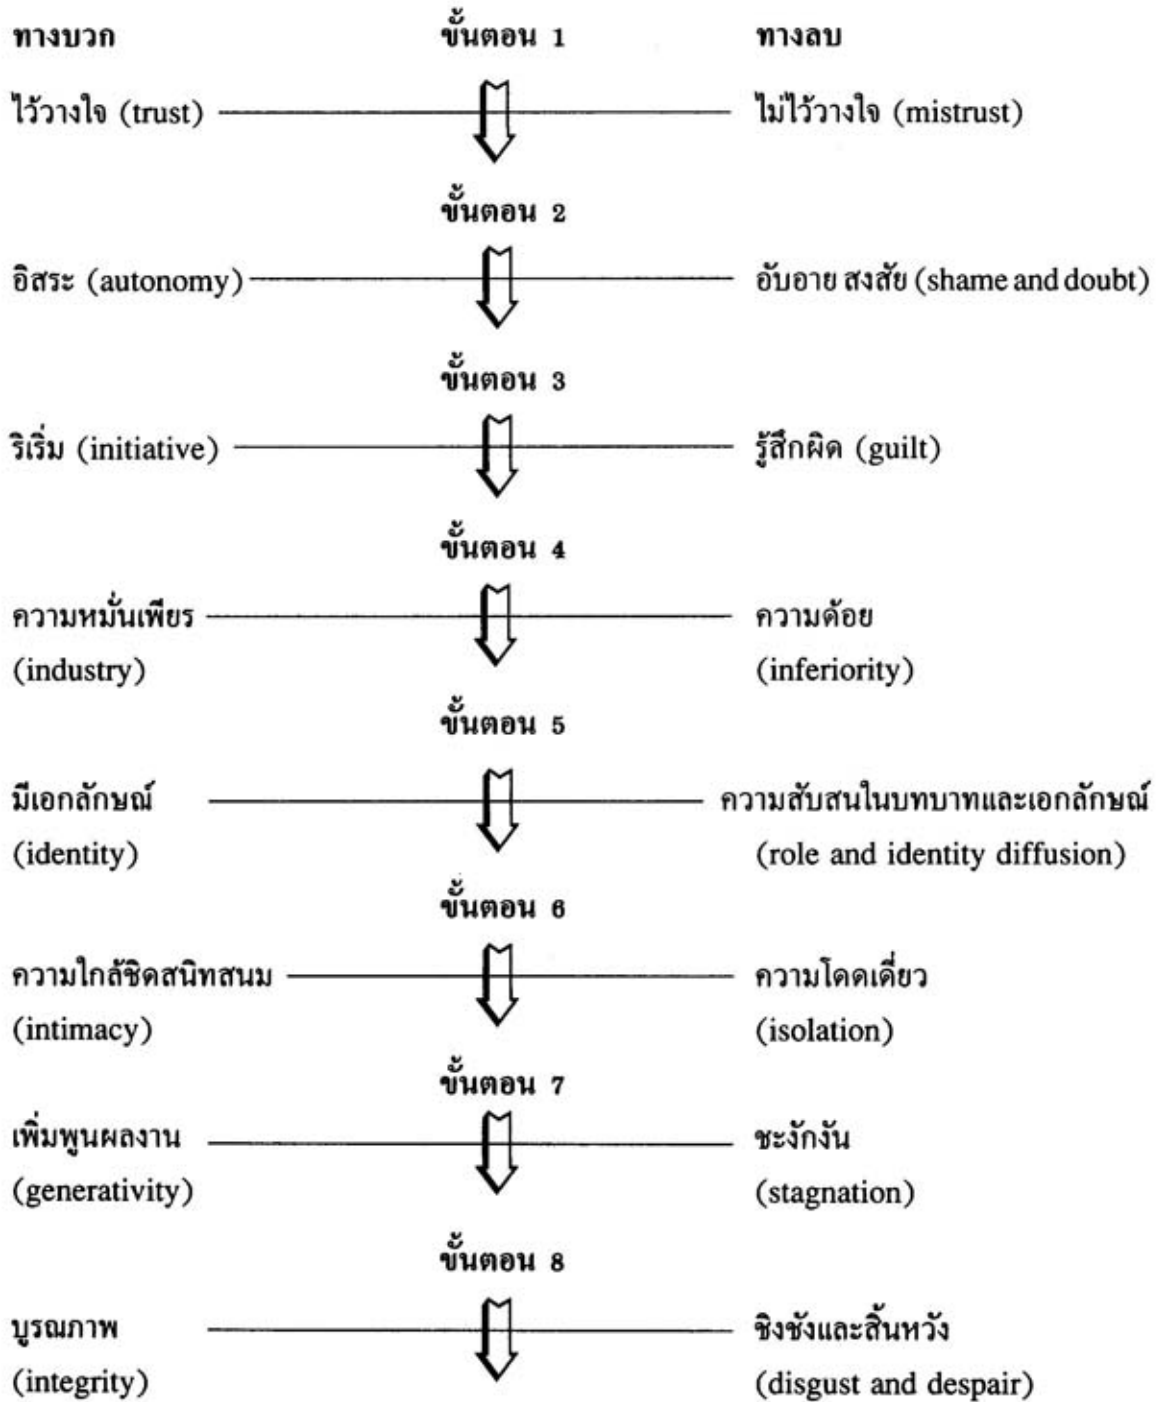 ทางบวก ขั้นตอน 1 ทางลบ
ไว้วางใจ (trust) ไม่ไว้วางใจ (mistrust)
ขั้นตอน 2
อิสระ (autonomy) อับอาย สงสัย (shame and doubt)
ขั้นตอน 3
ริเริ่ม (initiative) รู้สึกผิด (guilt)
ขั้นตอน 4
ความหมั่นเพียร ความด้อย
(industry) (inferiority)
ขั้นตอน 5
มีเอกลักษณ์ ความสับสนในบทบาทและเอกลักษณ์
(identity) (role and identity diffusion)
ขั้นตอน 6
ความใกล้ชิดสนิทสนม ความโดดเดี่ยว
(intimacy) (isolation)
ขั้นตอน 7
เพิ่มพูนผลงาน ชะงักงัน
(generativity) (stagnation)
ขั้นตอน 8
บูรณภาพ ชิงชังและสิ้นหวัง
(integrity) (disgust and despair)